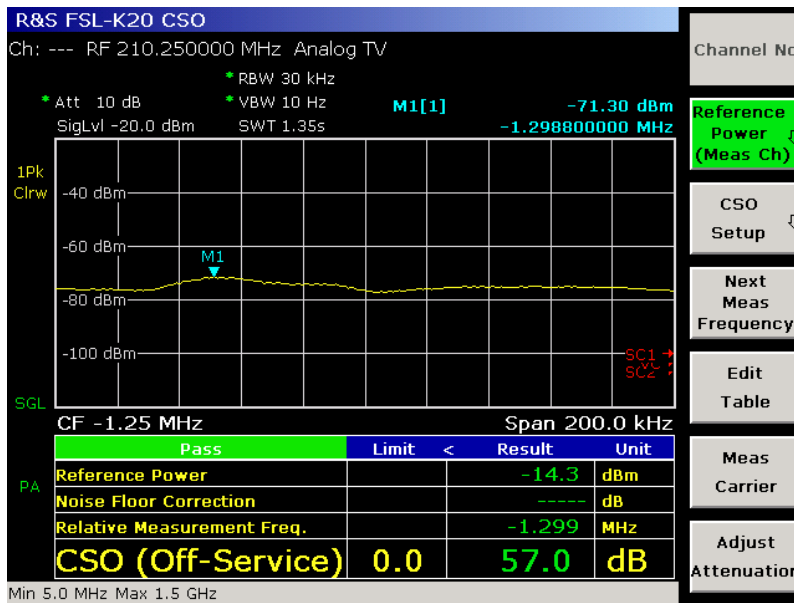 R&S FSL-K20 CSO
Ch: --- RF 210.250000 MHz Analog TV
* RBW 30 kHz
* Att 10 dB * VBW 10 Hz M1[1] -71.30 dBm
SigLvl -20.0 dBm SWT 1.35s -1.298800000 MHz
1Pk
Clrw
-40 dBm
-60 dBm
M1
-80 dBm
-100 dBm
SC1
SC2
SGL
CF -1.25 MHz Span 200.0 kHz
Pass Limit < Result Unit
Reference Power -14.3 dBm
PA
Noise Floor Correction ----- dB
Relative Measurement Freq. -1.299 MHz
CSO (Off-Service) 0.0 57.0 dB
Min 5.0 MHz Max 1.5 GHz
Channel No
Reference
Power
(Meas Ch)
CSO
Setup
Next
Meas
Frequency
Edit
Table
Meas
Carrier
Adjust
Attenuation